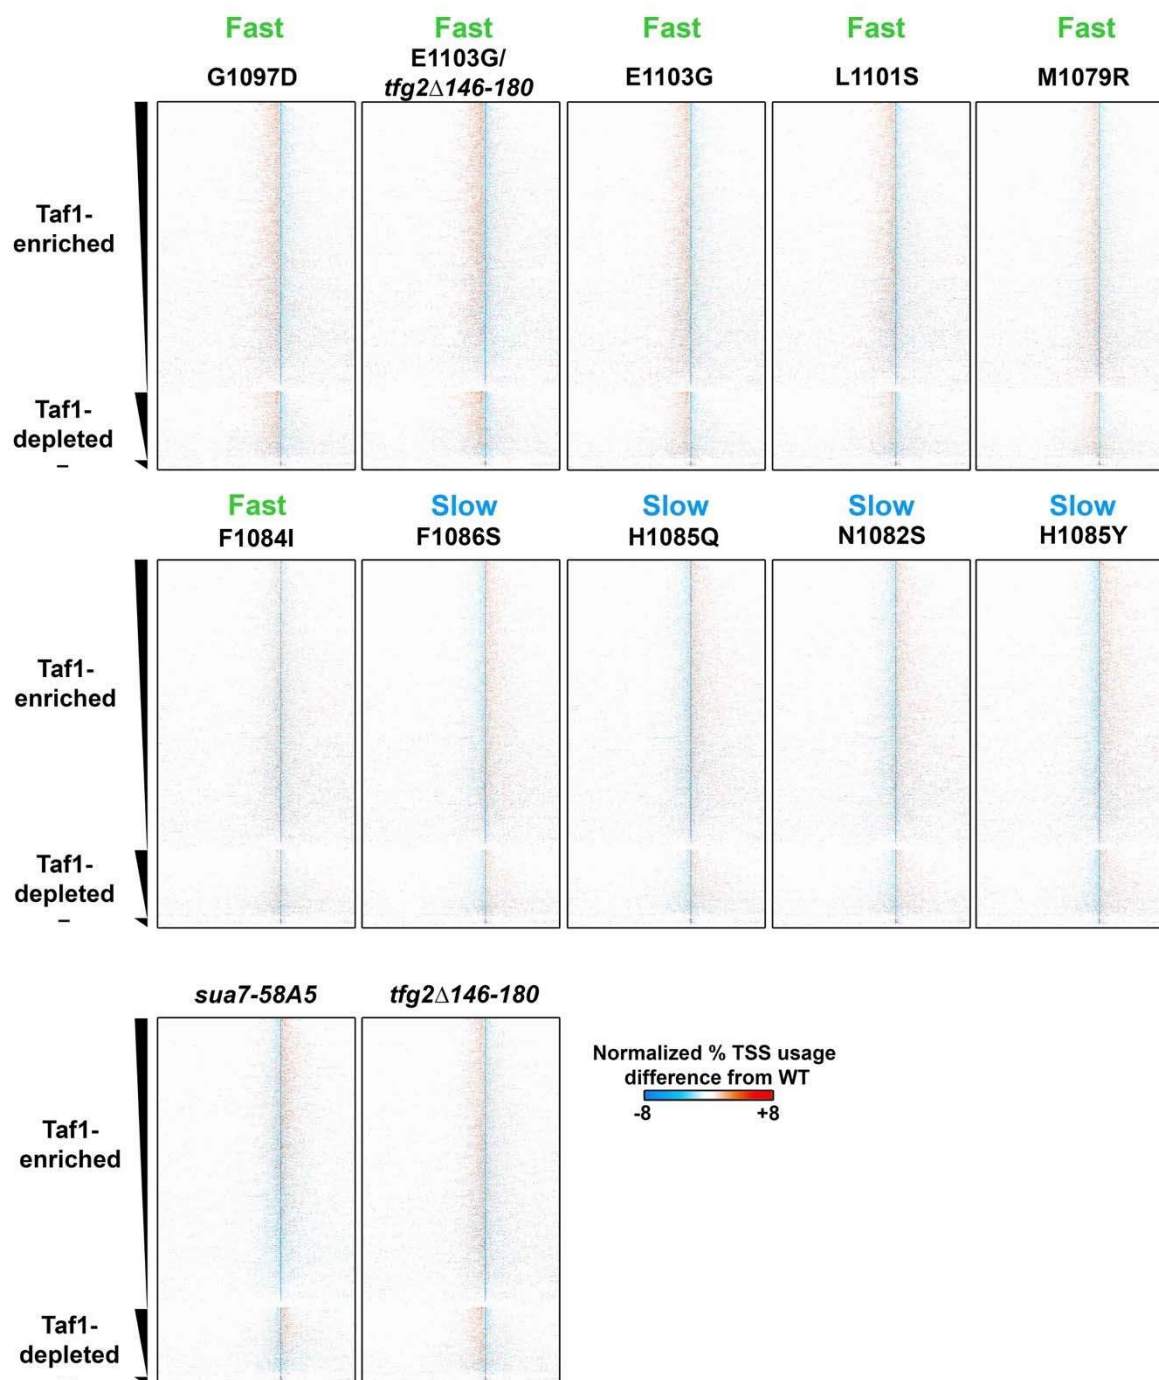 Fast Fast Fast Fast Fast
G1097D E1103G/ E1103G L1101S M1079R
tfg2Δ146-180
Taf1-
enriched
Taf1-
depleted
–
Fast Slow Slow Slow Slow
F1084I F1086S H1085Q N1082S H1085Y
Taf1-
enriched
Taf1-
depleted
–
sua7-58A5 tfg2Δ146-180
Normalized % TSS usage
difference from WT
-8 +8
Taf1-
enriched
Taf1-
depleted